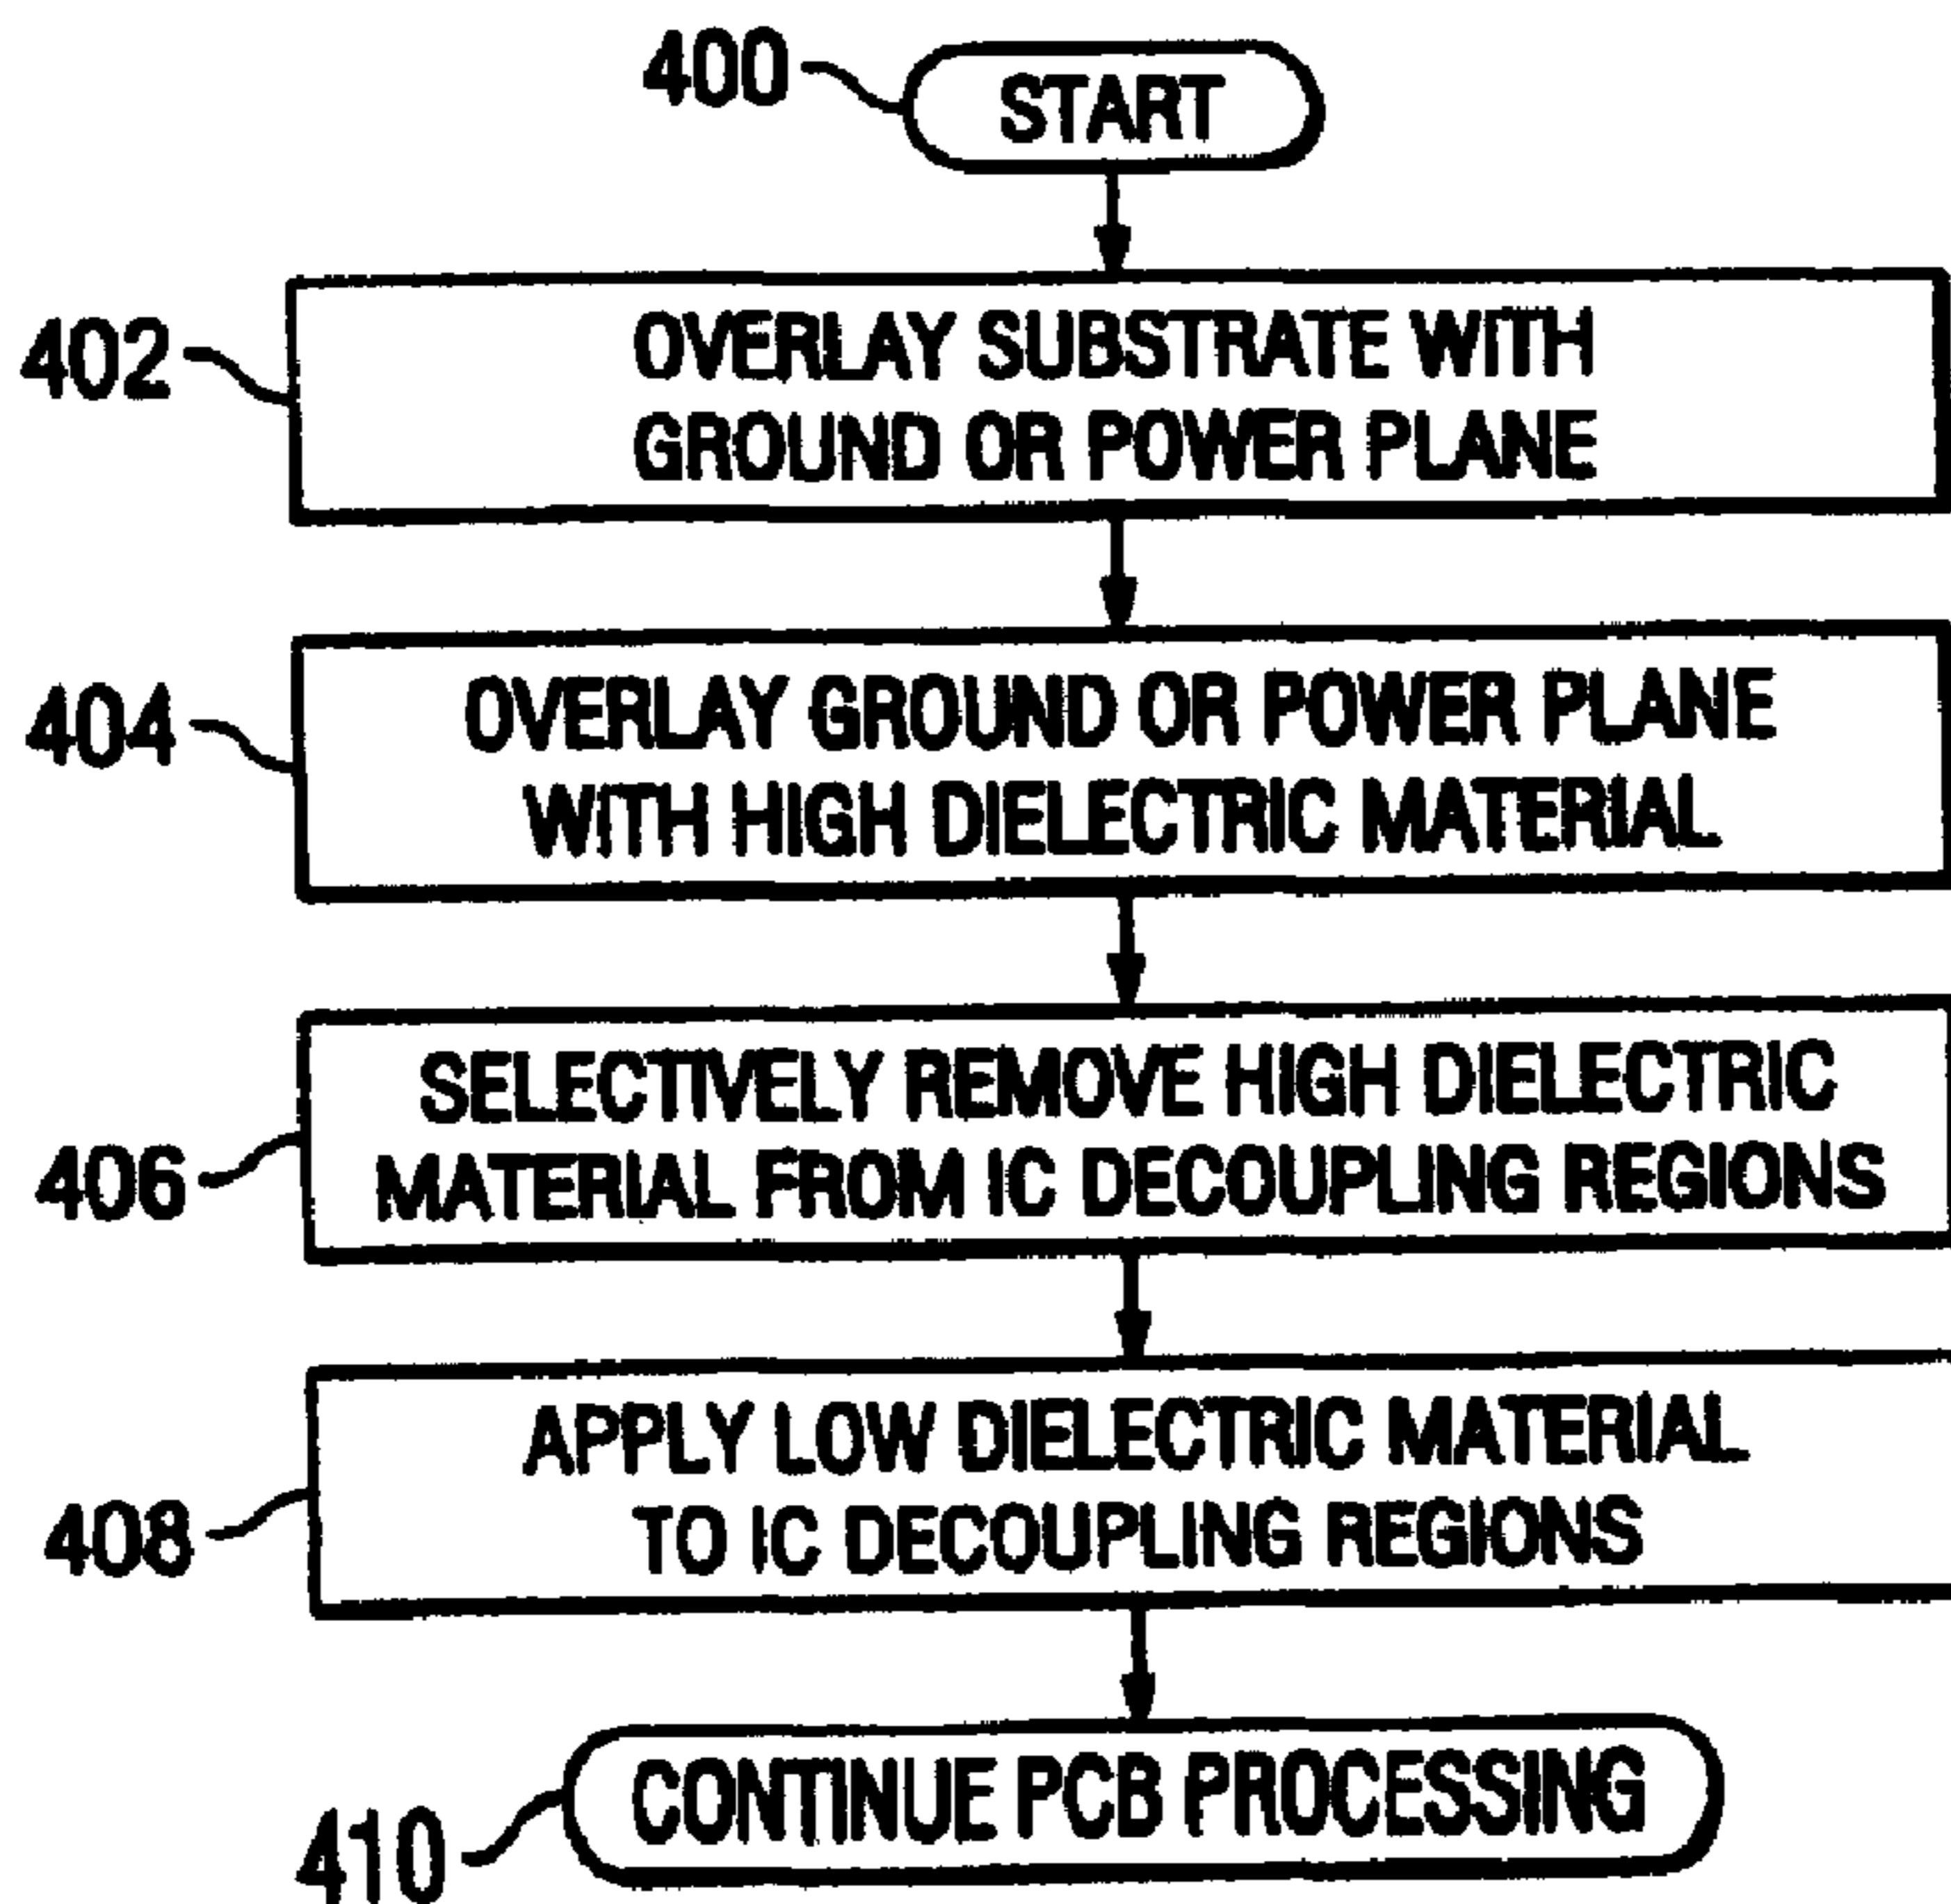 400
START
402
OVERLAY SUBSTRATE WITH
GROUND OR POWER PLANE
404
OVERLAY GROUND OR POWER PLANE
WITH HIGH DIELECTRIC MATERIAL
406
SELECTIVELY REMOVE HIGH DIELECTRIC
MATERIAL FROM IC DECOUPLING REGIONS
408
APPLY LOW DIELECTRIC MATERIAL
TO IC DECOUPLING REGIONS
410
CONTINUE PCB PROCESSING